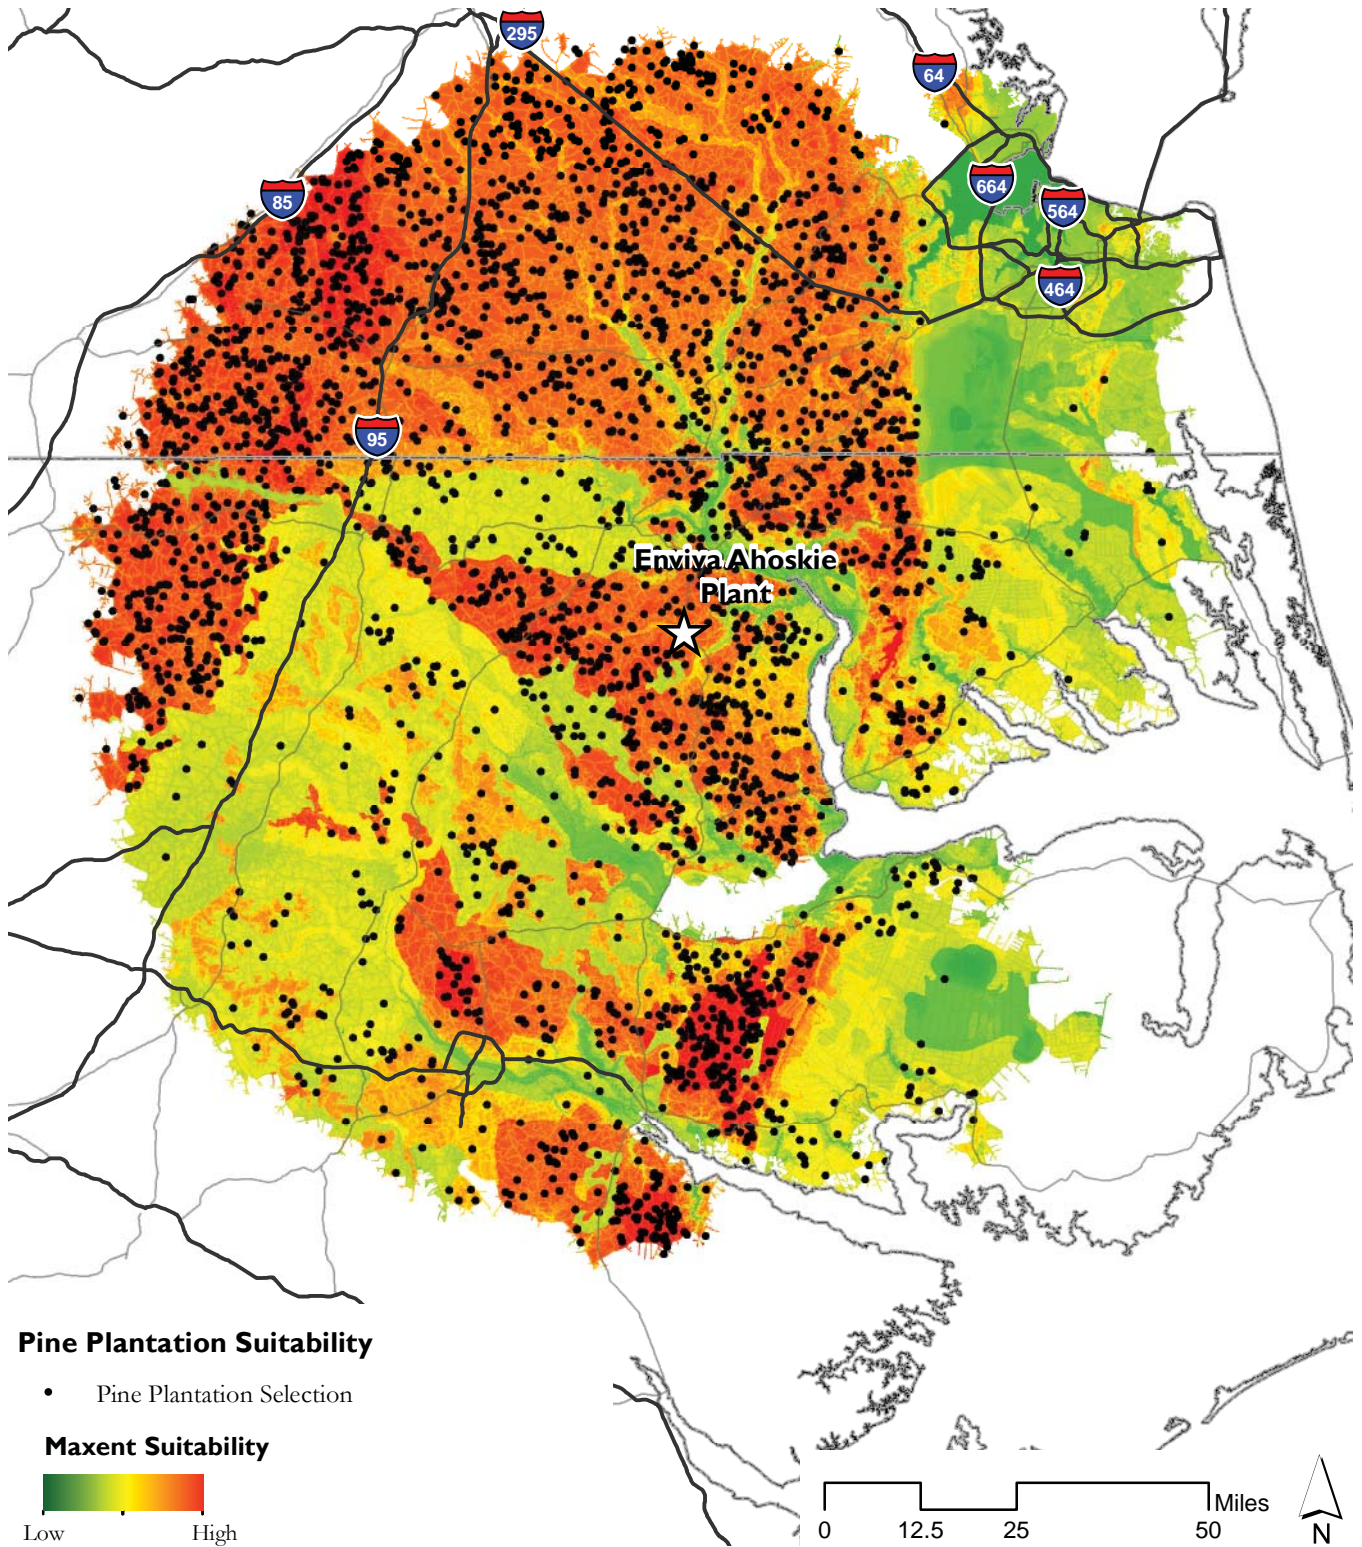 295
64
85
664
564
464
95
Enviva Ahoskie
Plant
Pine Plantation Suitability
Pine Plantation Selection
Maxent Suitability
Low High
Miles
0 12.5 25 50
N